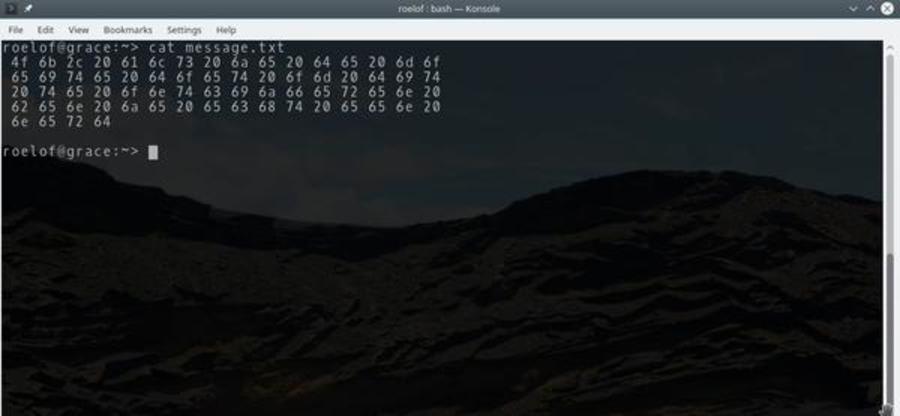 roelof : bash — Konsole
File Edit View Bookmarks Settings Help
roelof@grace:~> cat message.txt
4f 6b 2c 20 61 6c 73 20 6a 65 20 64 65 20 6d 6f
65 69 74 65 20 64 6f 65 74 20 6f 6d 20 64 69 74
20 74 65 20 6f 6e 74 63 69 6a 66 65 72 65 6e 20
62 65 6e 20 6a 65 20 65 63 68 74 20 65 65 6e 20
6e 65 72 64
roelof@grace:~>